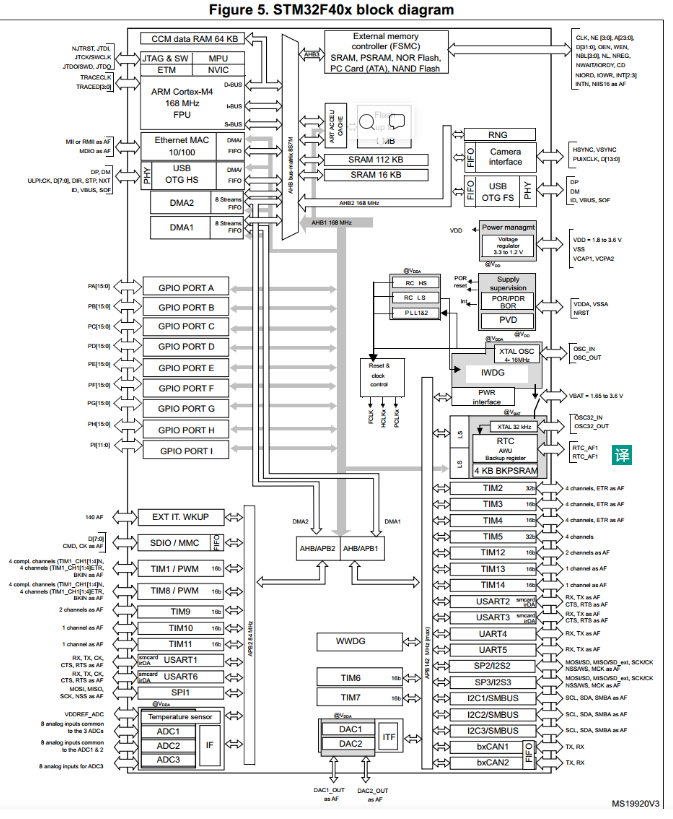 Figure 5. STM32F40x block diagram
CCM data RAM 64 KB
External memory
controller (FSMC)
SRAM, PSRAM, NOR Flash,
PC Card (ATA), NAND Flash
AHB3
CLK, NE [3:0], A[23:0],
D[31:0], OEN, WEN,
NBL[3:0], NL, NREG,
NWAIT/IORDY, CD
NIORD, IOWR, INT[2:3]
INTN, NIIS16 as AF
NJTRST, JTDI,
JTCK/SWCLK
JTDO/SWD, JTDO
TRACECLK
TRACED[3:0]
JTAG & SW
MPU
ETM
NVIC
ARM Cortex-M4
168 MHz
FPU
D-BUS
I-BUS
S-BUS
AHB bus-matrix 8S7M
ART ACCEL/
CACHE
1 MB
SRAM 112 KB
SRAM 16 KB
AHB2 168 MHz
AHB1 168 MHz
MII or RMII as AF
MDIO as AF
Ethernet MAC
10/100
DMA/
FIFO
DP, DM
ULPI:CK, D[7:0], DIR, STP, NXT
ID, VBUS, SOF
PHY
USB
OTG HS
DMA/
FIFO
DMA2
8 Streams
FIFO
DMA1
8 Streams
FIFO
RNG
FIFO
Camera
interface
HSYNC, VSYNC
PUIXCLK, D[13:0]
FIFO
USB
OTG FS
PHY
DP
DM
ID, VBUS, SOF
VDD
Power managmt
Voltage
regulator
3.3 to 1.2 V
@VDD
VDD = 1.8 to 3.6 V
VSS
VCAP1, VCPA2
@VDDA
RC HS
RC LS
PLL1&2
POR
reset
Int
Supply
supervision
POR/PDR
BOR
PVD
@VDD
VDDA, VSSA
NRST
@VDDA
XTAL OSC
4- 16MHz
IWDG
OSC_IN
OSC_OUT
Reset &
clock
control
FCLK
HCLKx
PCLKx
PWR
interface
VBAT = 1.65 to 3.6 V
@VBAT
LS
LS
XTAL 32 kHz
RTC
AWU
Backup register
4 KB BKPSRAM
OSC32_IN
OSC32_OUT
RTC_AF1
RTC_AF1
译
PA[15:0]
GPIO PORT A
PB[15:0]
GPIO PORT B
PC[15:0]
GPIO PORT C
PD[15:0]
GPIO PORT D
PE[15:0]
GPIO PORT E
PF[15:0]
GPIO PORT F
PG[15:0]
GPIO PORT G
PH[15:0]
GPIO PORT H
PI[11:0]
GPIO PORT I
DMA2
DMA1
AHB/APB2
AHB/APB1
140 AF
EXT IT. WKUP
D[7:0]
CMD, CK as AF
SDIO / MMC
FIFO
4 compl. channels (TIM1_CH1[1:4]N,
4 channels (TIM1_CH1[1:4]ETR,
BKIN as AF
TIM1 / PWM
16b
4 compl. channels (TIM1_CH1[1:4]N,
4 channels (TIM1_CH1[1:4]ETR,
BKIN as AF
TIM8 / PWM
16b
2 channels as AF
TIM9
16b
1 channel as AF
TIM10
16b
1 channel as AF
TIM11
16b
RX, TX, CK,
CTS, RTS as AF
smcard
irDA
USART1
RX, TX, CK,
CTS, RTS as AF
smcard
irDA
USART6
MOSI, MISO,
SCK, NSS as AF
SPI1
VDDREF_ADC
8 analog inputs common
to the 3 ADCs
8 analog inputs common
to the ADC1 & 2
8 analog inputs for ADC3
@VDDA
Temperature sensor
ADC1
ADC2
ADC3
IF
APB2 84 MHz
WWDG
TIM6
16b
TIM7
16b
@VDDA
DAC1
DAC2
ITF
DAC1_OUT
as AF
DAC2_OUT
as AF
APB1 42 MHz (max)
TIM2
32b
4 channels, ETR as AF
TIM3
16b
4 channels, ETR as AF
TIM4
16b
4 channels, ETR as AF
TIM5
32b
4 channels
TIM12
16b
2 channels as AF
TIM13
16b
1 channel as AF
TIM14
16b
1 channel as AF
USART2
smcard
irDA
RX, TX as AF
CTS, RTS as AF
USART3
smcard
irDA
RX, TX as AF
CTS, RTS as AF
UART4
RX, TX as AF
UART5
RX, TX as AF
SP2/I2S2
MOSI/SD, MISO/SD_ext, SCK/CK
NSS/WS, MCK as AF
SP3/I2S3
MOSI/SD, MISO/SD_ext, SCK/CK
NSS/WS, MCK as AF
I2C1/SMBUS
SCL, SDA, SMBA as AF
I2C2/SMBUS
SCL, SDA, SMBA as AF
I2C3/SMBUS
SCL, SDA, SMBA as AF
bxCAN1
TX, RX
bxCAN2
FIFO
TX, RX
MS19920V3